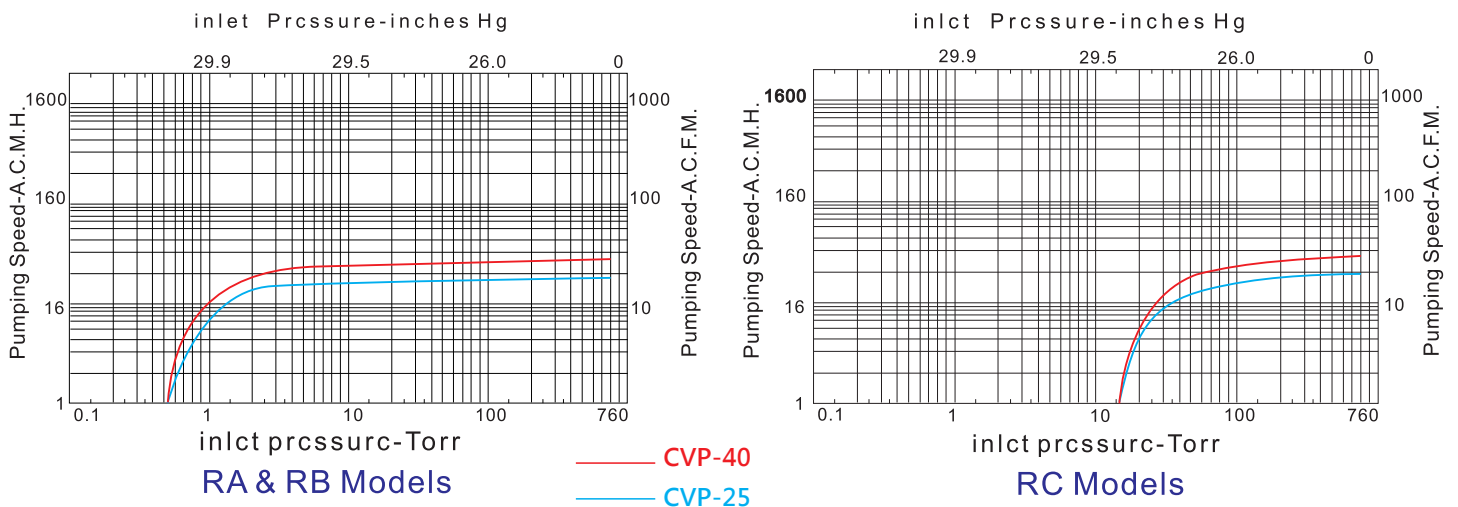 inlet Prcssure-inches Hg
29.9 29.5 26.0 0
Pumping Speed-A.C.M.H.
1600
160
16
1
1000
100
10
Pumping Speed-A.C.F.M.
0.1 1 10 100 760
inlct prcssurc-Torr
RA & RB Models
inlct Prcssure-inches Hg
29.9 29.5 26.0 0
Pumping Speed-A.C.M.H.
1600
160
16
1
1000
100
10
Pumping Speed-A.C.F.M.
0.1 1 10 100 760
inlct prcssurc-Torr
RC Models
CVP-40
CVP-25